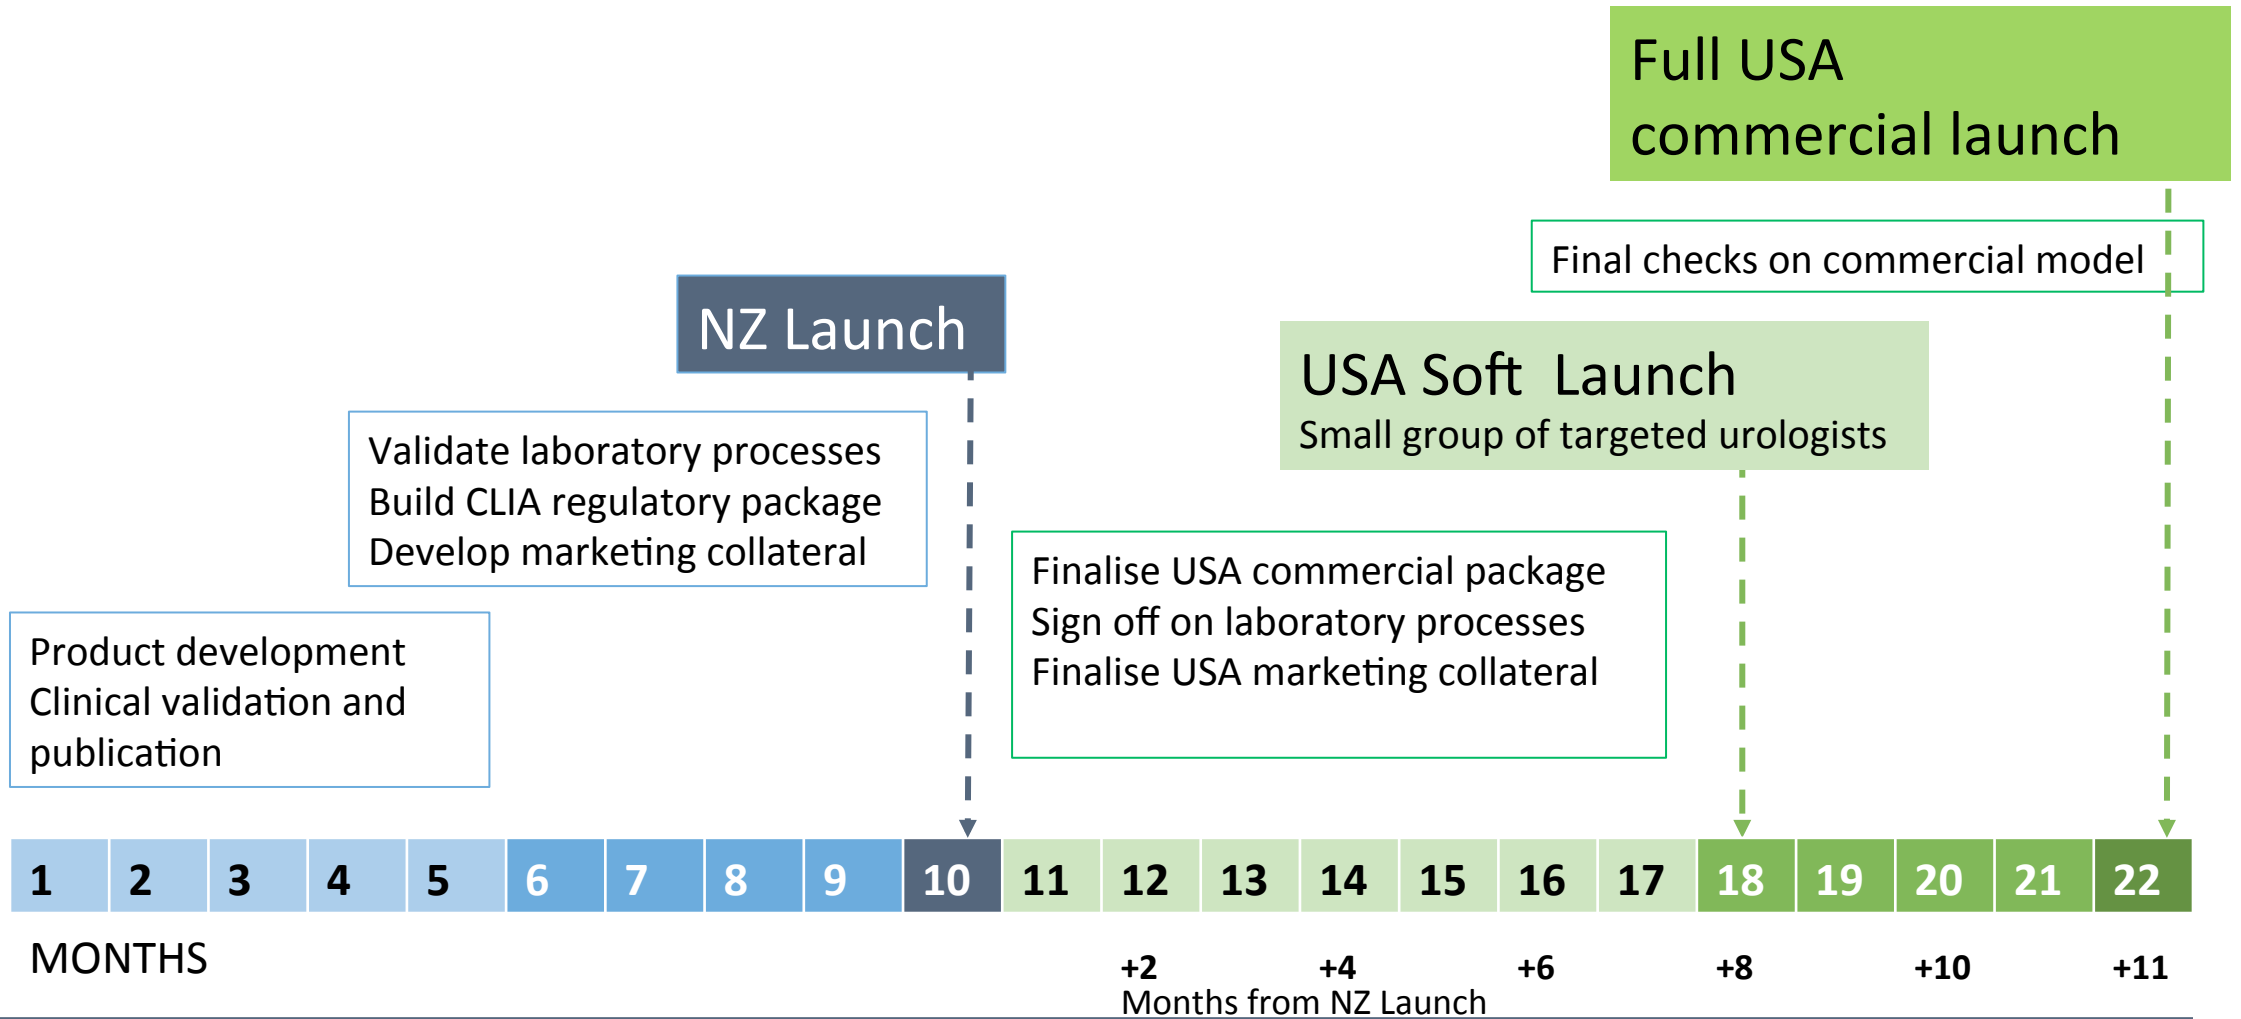 Full USA
commercial launch
Final checks on commercial model
NZ Launch
USA Soft Launch
Small group of targeted urologists
Validate laboratory processes
Build CLIA regulatory package
Develop marketing collateral
Finalise USA commercial package
Sign off on laboratory processes
Finalise USA marketing collateral
Product development
Clinical validation and
publication
1 2 3 4 5 6 7 8 9 10 11 12 13 14 15 16 17 18 19 20 21 22
MONTHS
+2 +4 +6 +8 +10 +11
Months from NZ Launch